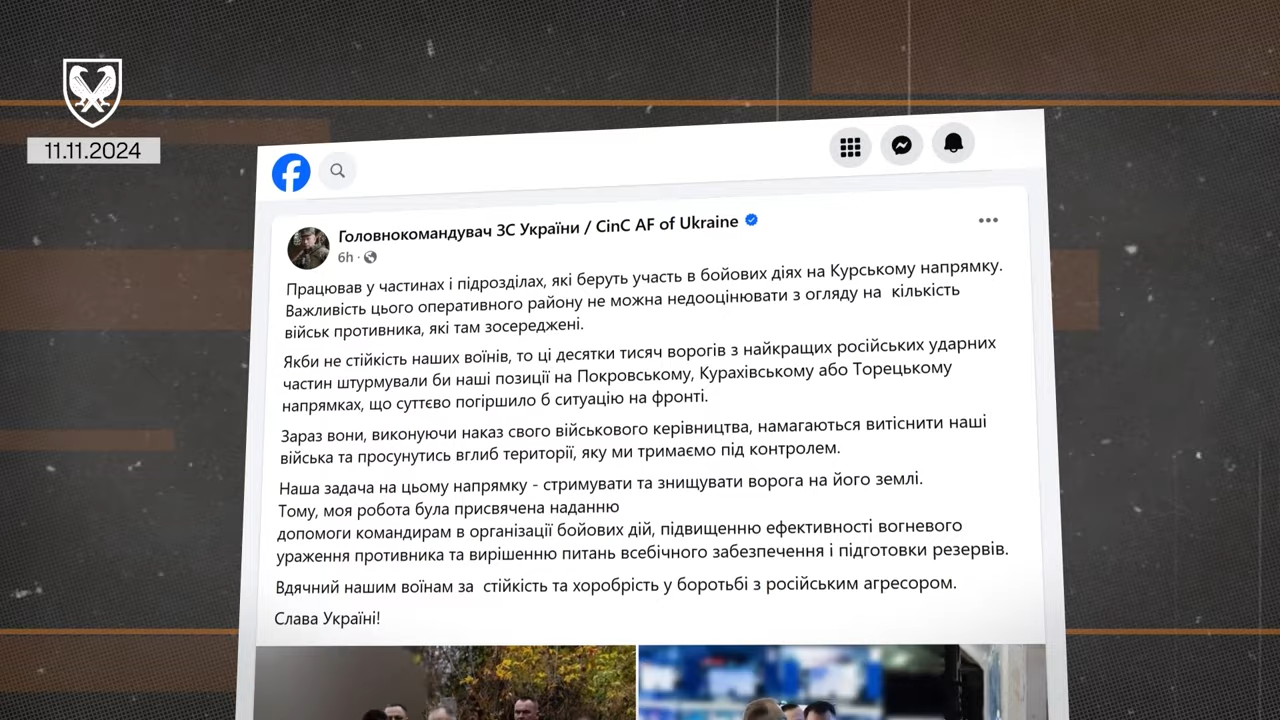 11.11.2024
Головнокомандувач ЗС України / CinC AF of Ukraine
6h ·
Працював у частинах і підрозділах, які беруть участь в бойових діях на Курському напрямку.
Важливість цього оперативного району не можна недооцінювати з огляду на кількість
військ противника, які там зосереджені.
Якби не стійкість наших воїнів, то ці десятки тисяч ворогів з найкращих російських ударних
частин штурмували би наші позиції на Покровському, Курахівському або Торецькому
напрямках, що суттєво погіршило б ситуацію на фронті.
Зараз вони, виконуючи наказ свого військового керівництва, намагаються витіснити наші
війська та просунутись вглиб території, яку ми тримаємо під контролем.
Наша задача на цьому напрямку - стримувати та знищувати ворога на його землі.
Тому, моя робота була присвячена наданню
допомоги командирам в організації бойових дій, підвищенню ефективності вогневого
ураження противника та вирішенню питань всебічного забезпечення і підготовки резервів.
Вдячний нашим воїнам за стійкість та хоробрість у боротьбі з російським агресором.
Слава Україні!